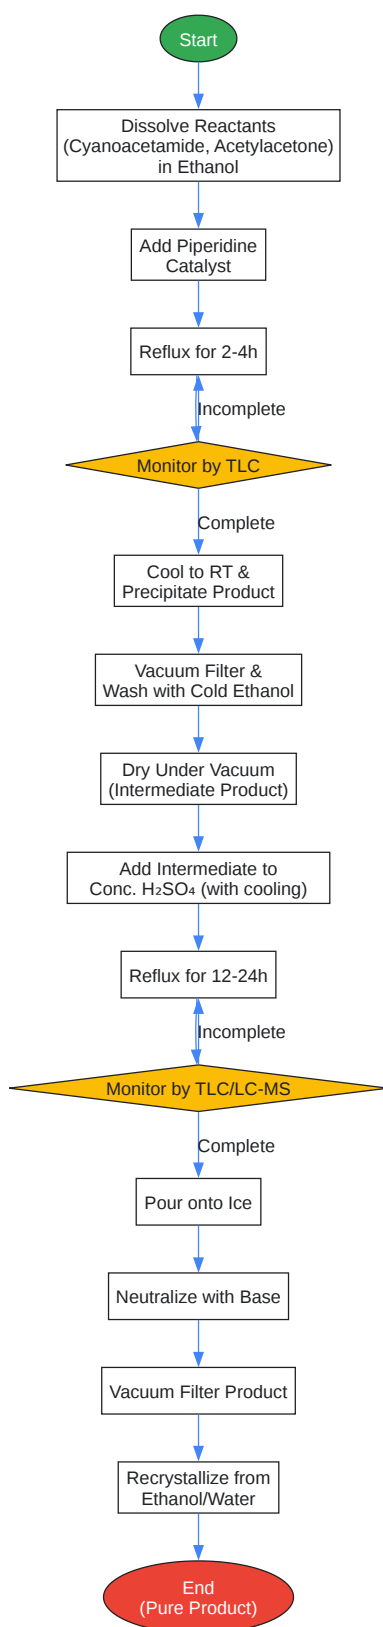 Start
Dissolve Reactants
(Cyanoacetamide, Acetylacetone)
in Ethanol
Add Piperidine
Catalyst
Reflux for 2-4h
Incomplete
Monitor by TLC
Complete
Cool to RT &
Precipitate Product
Vacuum Filter &
Wash with Cold Ethanol
Dry Under Vacuum
(Intermediate Product)
Add Intermediate to
Conc. H₂SO₄ (with cooling)
Reflux for 12-24h
Incomplete
Monitor by TLC/LC-MS
Complete
Pour onto Ice
Neutralize with Base
Vacuum Filter Product
Recrystallize from
Ethanol/Water
End
(Pure Product)